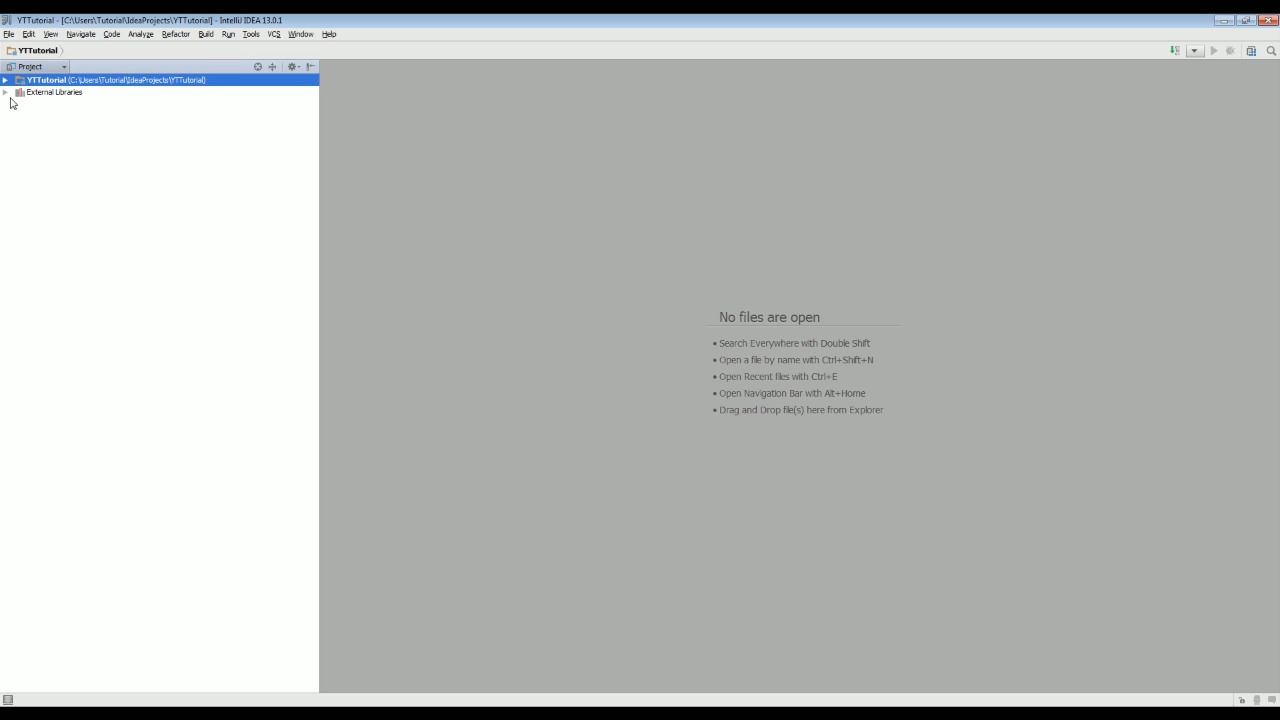 YTTutorial - [C:\Users\Tutorial\IdeaProjects\YTTutorial] - IntelliJ IDEA 13.0.1
File Edit View Navigate Code Analyze Refactor Build Run Tools VCS Window Help
YTTutorial
Project
YTTutorial (C:\Users\Tutorial\IdeaProjects\YTTutorial)
External Libraries
No files are open
• Search Everywhere with Double Shift
• Open a file by name with Ctrl+Shift+N
• Open Recent files with Ctrl+E
• Open Navigation Bar with Alt+Home
• Drag and Drop file(s) here from Explorer